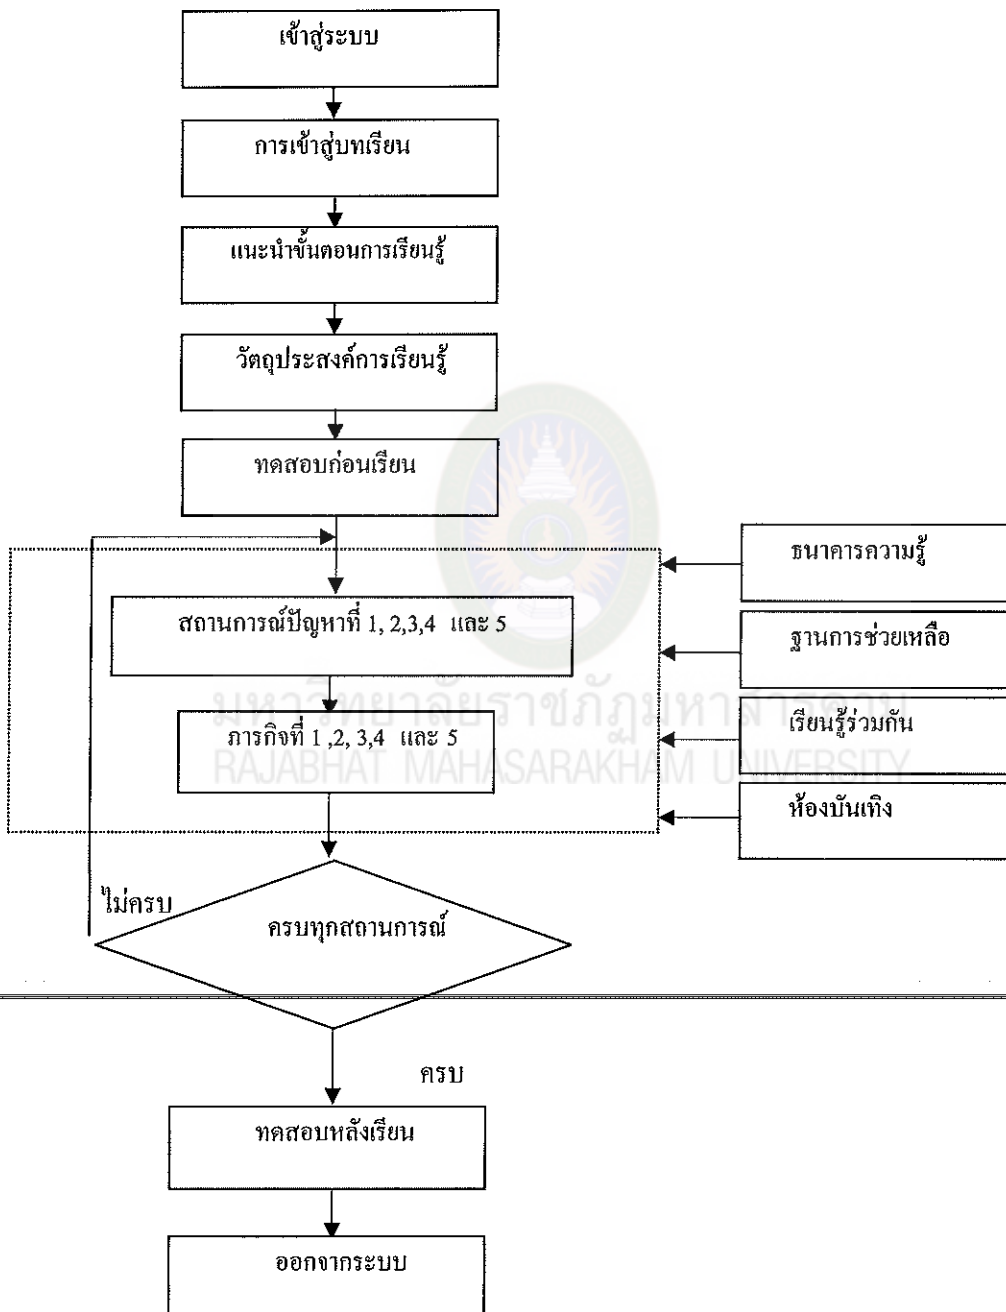 เข้าสู่ระบบ
การเข้าสู่บทเรียน
แนะนำขั้นตอนการเรียนรู้
วัตถุประสงค์การเรียนรู้
ทดสอบก่อนเรียน
ธนาคารความรู้
สถานการณ์ปัญหาที่ 1, 2,3,4 และ 5
ฐานการช่วยเหลือ
มหาวิทยาลัยราชภัฏมหาสารคาม
เรียนรู้ร่วมกัน
ภารกิจที่ 1 ,2, 3,4 และ 5
RAJABHAT MAHASARAKHAM UNIVERSITY
ห้องบันเทิง
ไม่ครบ
ครบทุกสถานการณ์
ครบ
ทดสอบหลังเรียน
ออกจากระบบ